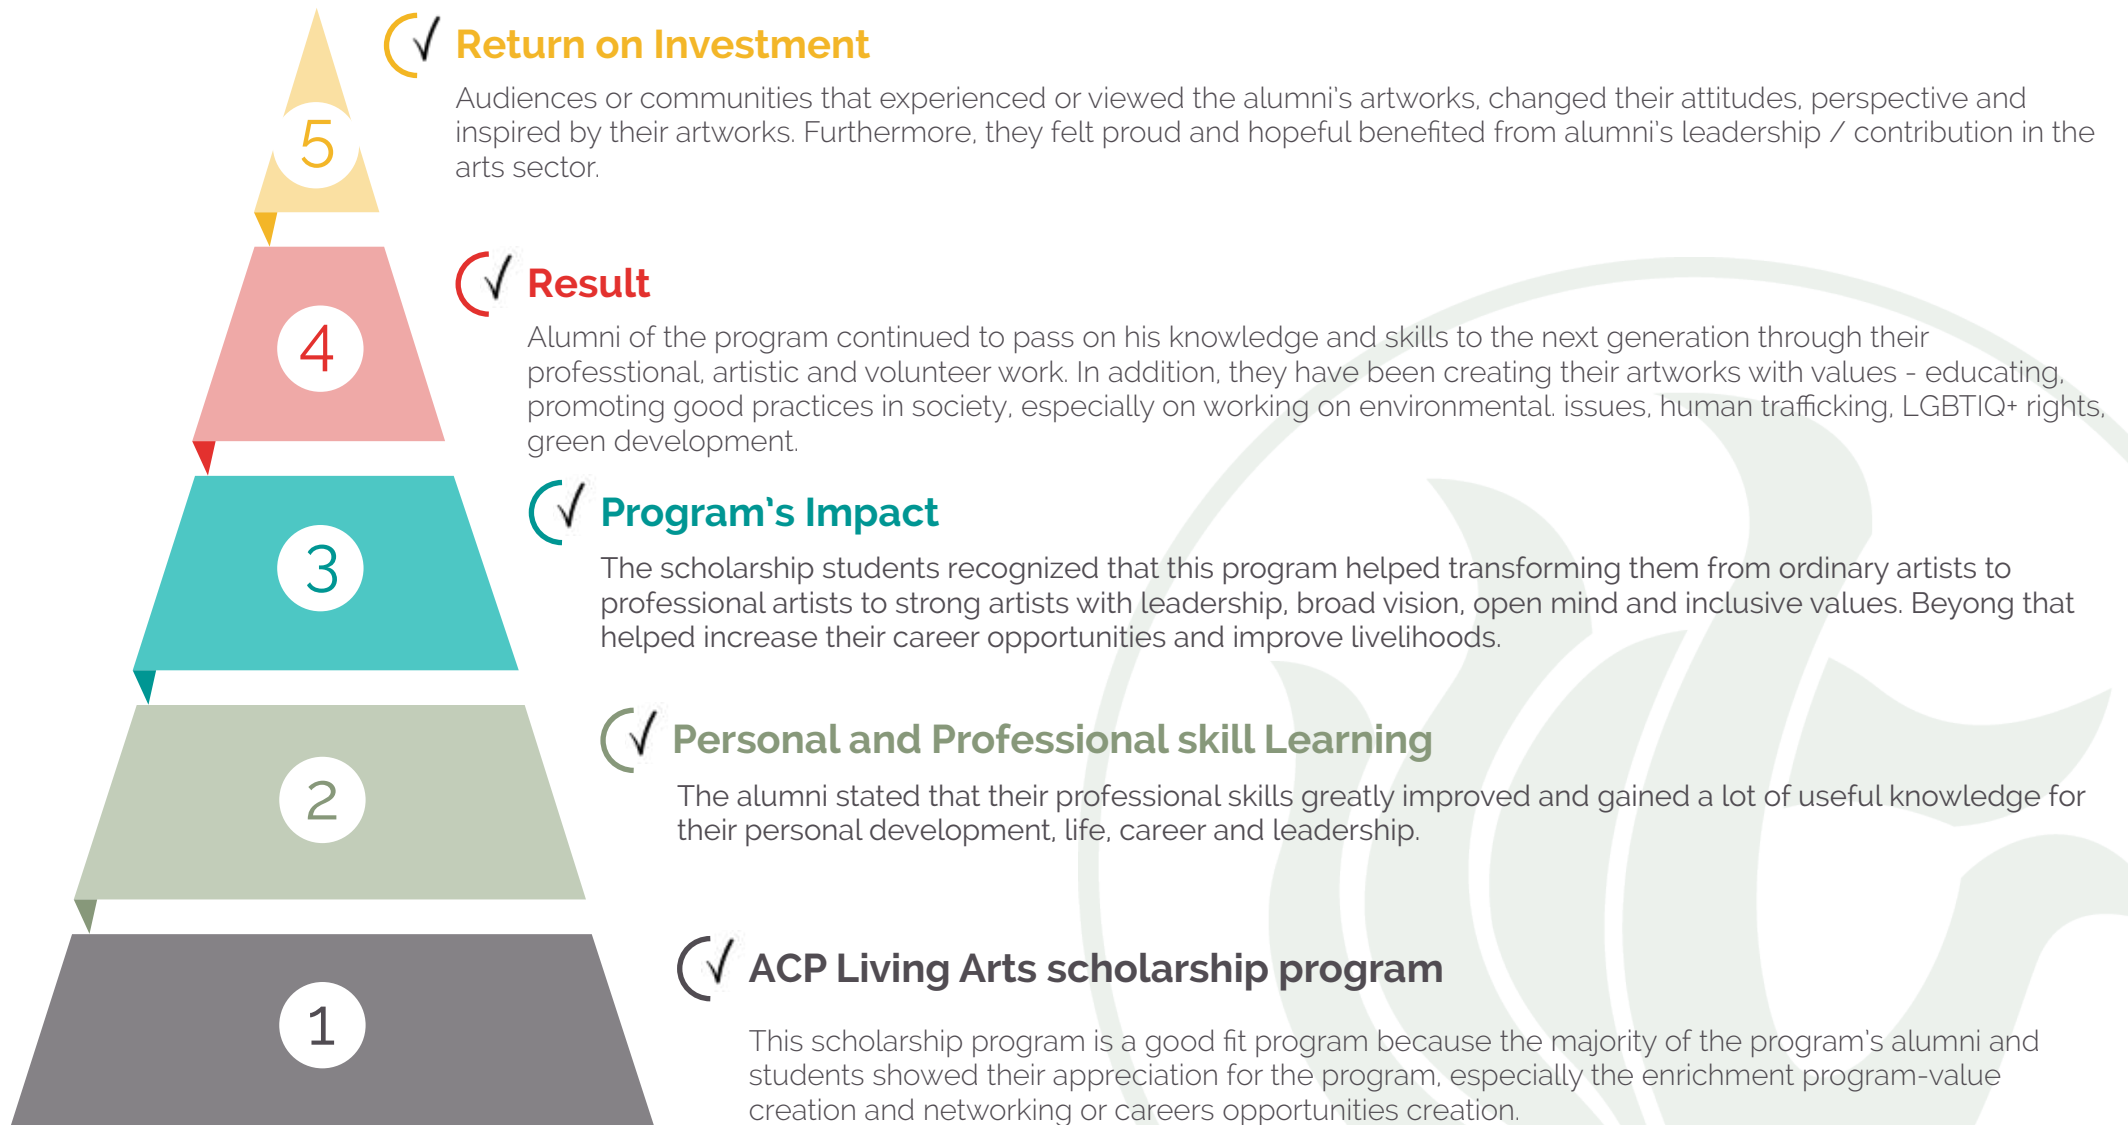 Return on Investment
Audiences or communities that experienced or viewed the alumni's artworks, changed their attitudes, perspective and
inspired by their artworks. Furthermore, they felt proud and hopeful benefited from alumni's leadership / contribution in the
arts sector.
5
Result
Alumni of the program continued to pass on his knowledge and skills to the next generation through their
professtional, artistic and volunteer work. In addition, they have been creating their artworks with values - educating,
promoting good practices in society, especially on working on environmental. issues, human trafficking, LGBTIQ+ rights,
green development.
4
Program's Impact
The scholarship students recognized that this program helped transforming them from ordinary artists to
professional artists to strong artists with leadership, broad vision, open mind and inclusive values. Beyong that
helped increase their career opportunities and improve livelihoods.
3
Personal and Professional skill Learning
The alumni stated that their professional skills greatly improved and gained a lot of useful knowledge for
their personal development, life, career and leadership.
2
ACP Living Arts scholarship program
This scholarship program is a good fit program because the majority of the program's alumni and
students showed their appreciation for the program, especially the enrichment program-value
creation and networking or careers opportunities creation.
1